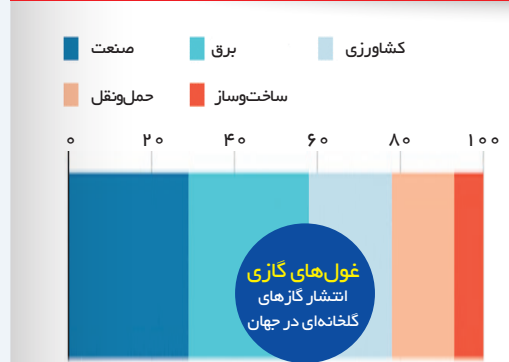 کشاورزی برق صنعت
ساخت‌وساز حمل‌ونقل
۰ ۲۰ ۴۰ ۶۰ ۸۰ ۱۰۰
غول‌های گازی
انتشار گازهای
گلخانه‌ای در جهان